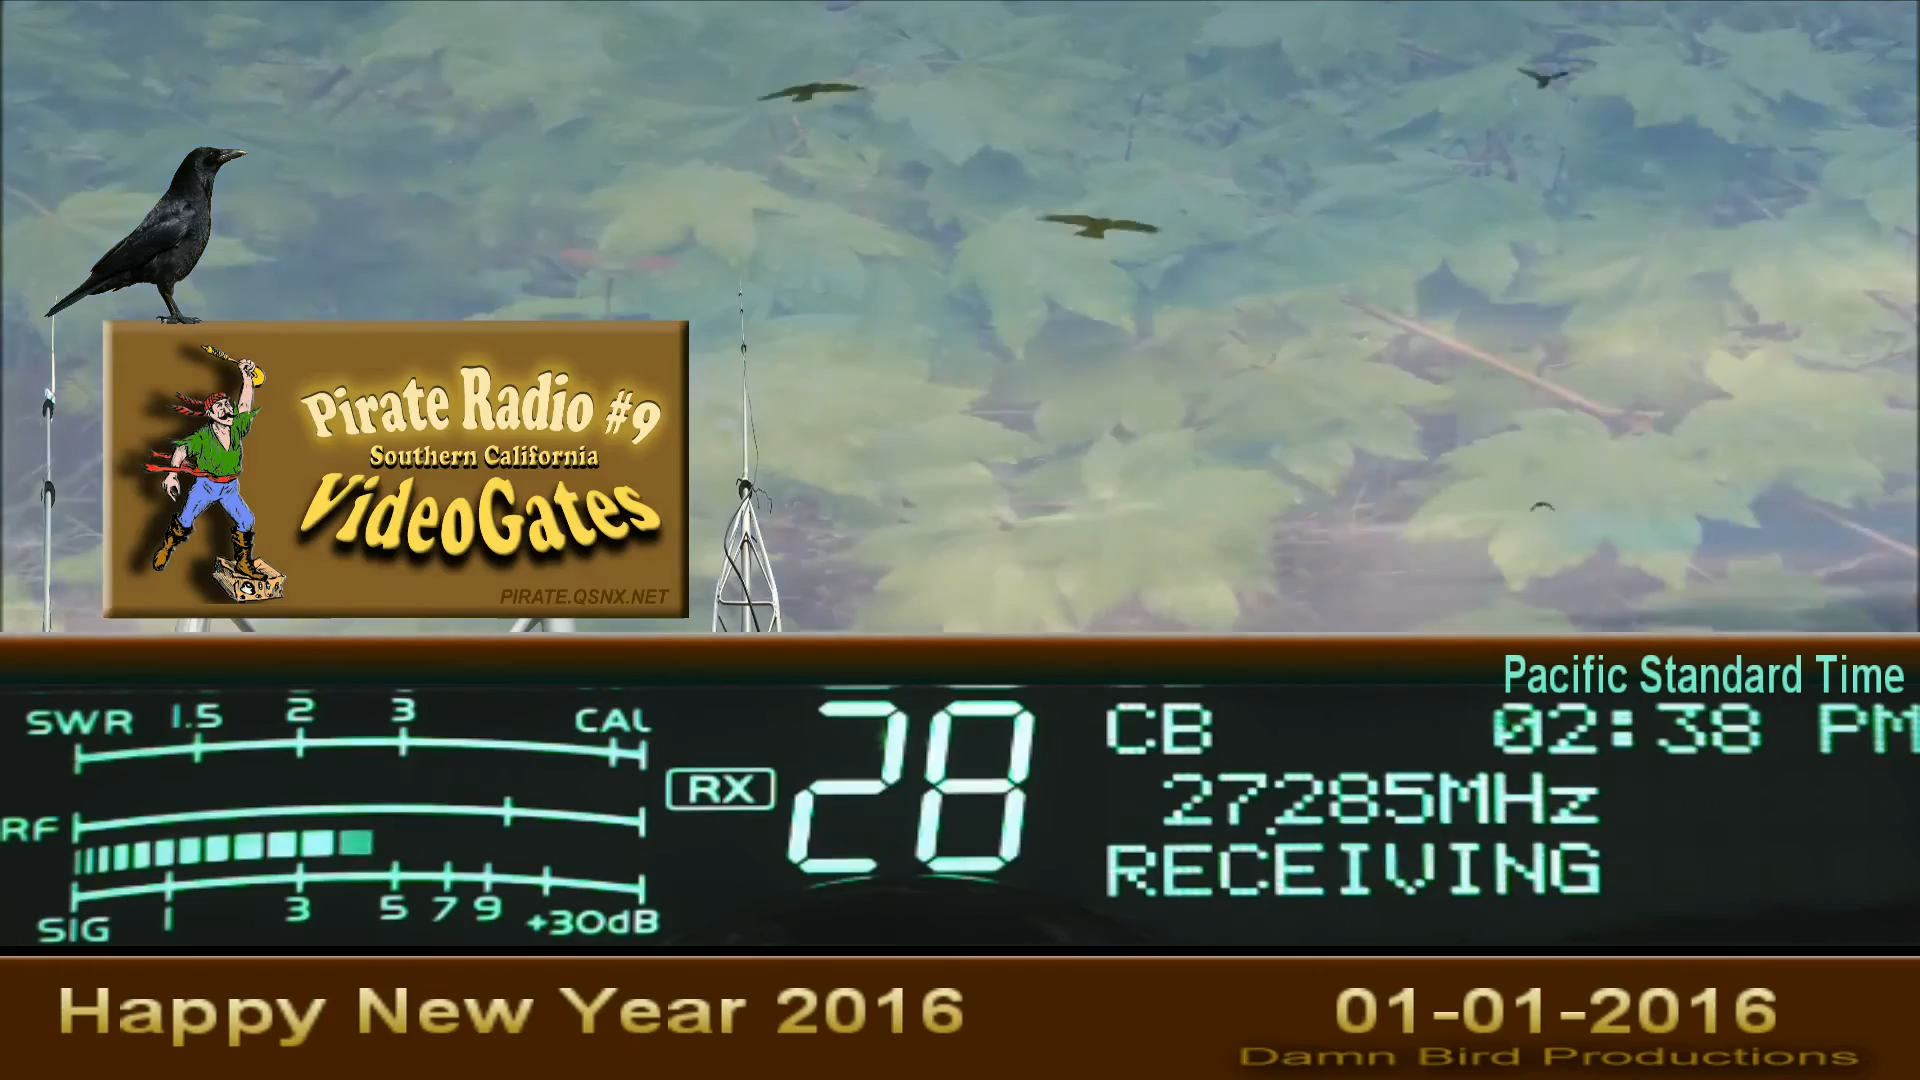 Pirate Radio #9
Southern California
VideoGates
PIRATE.QSNX.NET
Pacific Standard Time
SWR 1.5 2 3 CAL
RX
28
CB
02:38 PM
27.285MHz
RECEIVING
RF
SIG 1 3 5 7 9 +30dB
Happy New Year 2016
01-01-2016
Damn Bird Productions